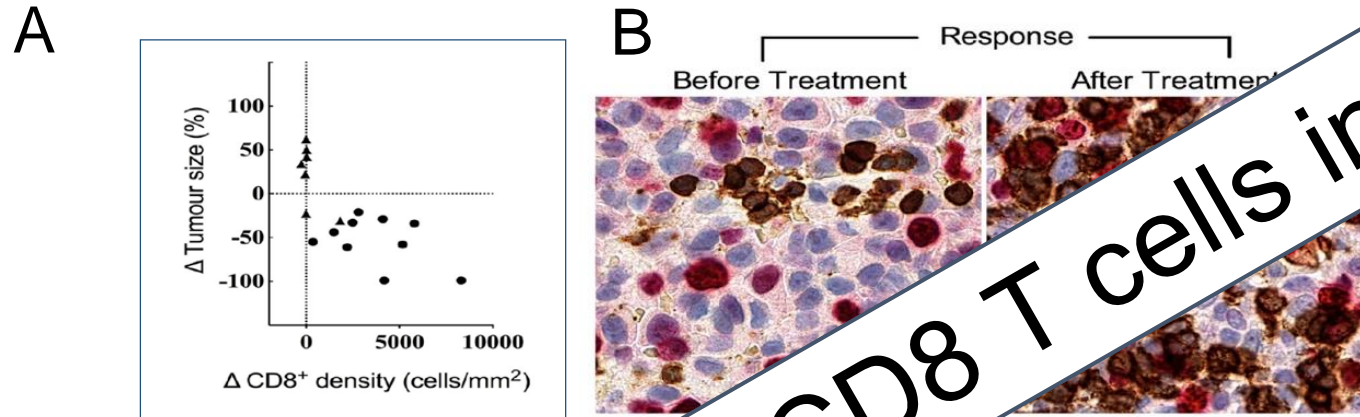 A
Δ Tumour size (%)
100
50
0
-50
-100
0 5000 10000
Δ CD8⁺ density (cells/mm²)
B
Response
Before Treatment After Treatment
CD8 T cells in